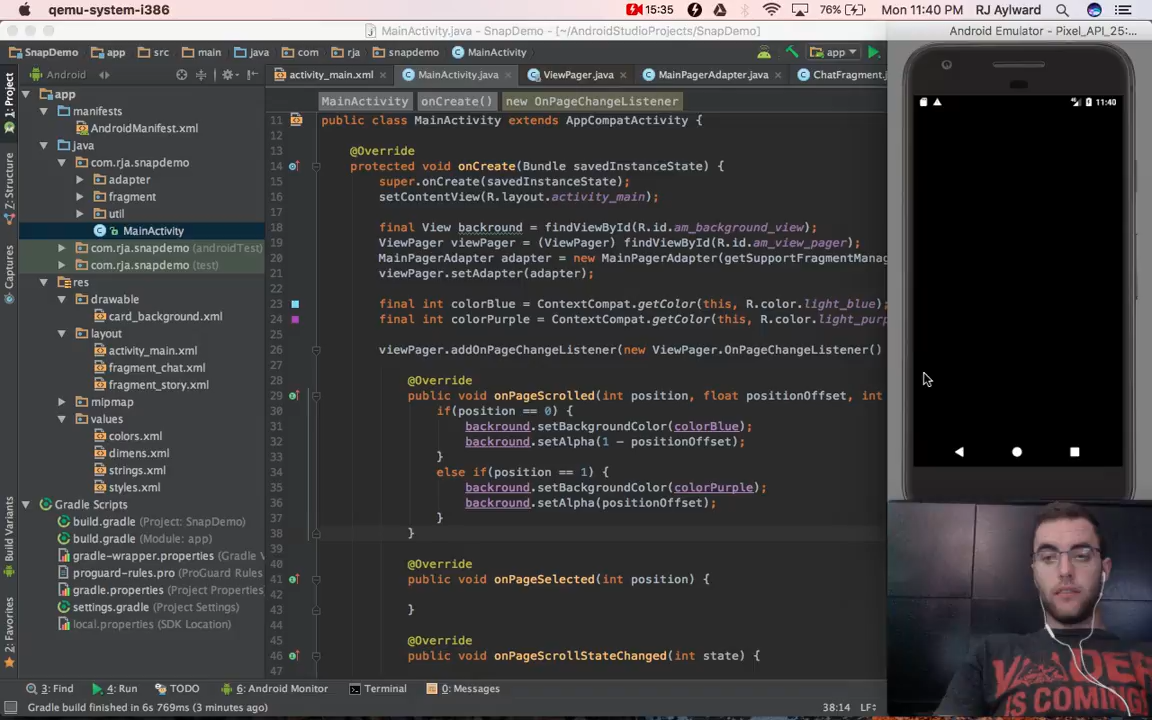 qemu-system-i386
15:35
76%
Mon 11:40 PM RJ Aylward
MainActivity.java - SnapDemo - [~/AndroidStudioProjects/SnapDemo]
Android Emulator - Pixel_API_25:...
SnapDemo app src main java com rja snapdemo MainActivity
app
Android
activity_main.xml MainActivity.java ViewPager.java MainPagerAdapter.java ChatFragment.
MainActivity onCreate() new OnPageChangeListener
1: Project
Z: Structure
Captures
Build Variants
2: Favorites
app
manifests
AndroidManifest.xml
java
com.rja.snapdemo
adapter
fragment
util
MainActivity
com.rja.snapdemo (androidTest)
com.rja.snapdemo (test)
res
drawable
card_background.xml
layout
activity_main.xml
fragment_chat.xml
fragment_story.xml
mipmap
values
colors.xml
dimens.xml
strings.xml
styles.xml
Gradle Scripts
build.gradle (Project: SnapDemo)
build.gradle (Module: app)
gradle-wrapper.properties (Gradle V
proguard-rules.pro (ProGuard Rules
gradle.properties (Project Properties)
settings.gradle (Project Settings)
local.properties (SDK Location)
11 public class MainActivity extends AppCompatActivity {
12
13 @Override
14 protected void onCreate(Bundle savedInstanceState) {
15 super.onCreate(savedInstanceState);
16 setContentView(R.layout.activity_main);
17
18 final View backround = findViewById(R.id.am_background_view);
19 ViewPager viewPager = (ViewPager) findViewById(R.id.am_view_pager);
20 MainPagerAdapter adapter = new MainPagerAdapter(getSupportFragmentManag
21 viewPager.setAdapter(adapter);
22
23 final int colorBlue = ContextCompat.getColor(this, R.color.light_blue);
24 final int colorPurple = ContextCompat.getColor(this, R.color.light_purp
25
26 viewPager.addOnPageChangeListener(new ViewPager.OnPageChangeListener()
27
28 @Override
29 public void onPageScrolled(int position, float positionOffset, int
30 if(position == 0) {
31 backround.setBackgroundColor(colorBlue);
32 backround.setAlpha(1 - positionOffset);
33 }
34 else if(position == 1) {
35 backround.setBackgroundColor(colorPurple);
36 backround.setAlpha(positionOffset);
37 }
38 }
39
40 @Override
41 public void onPageSelected(int position) {
42
43 }
44
45 @Override
46 public void onPageScrollStateChanged(int state) {
47
11:40
3: Find 4: Run TODO 6: Android Monitor Terminal 0: Messages
Gradle build finished in 6s 769ms (3 minutes ago)
38:14 LF÷
IS COMING!